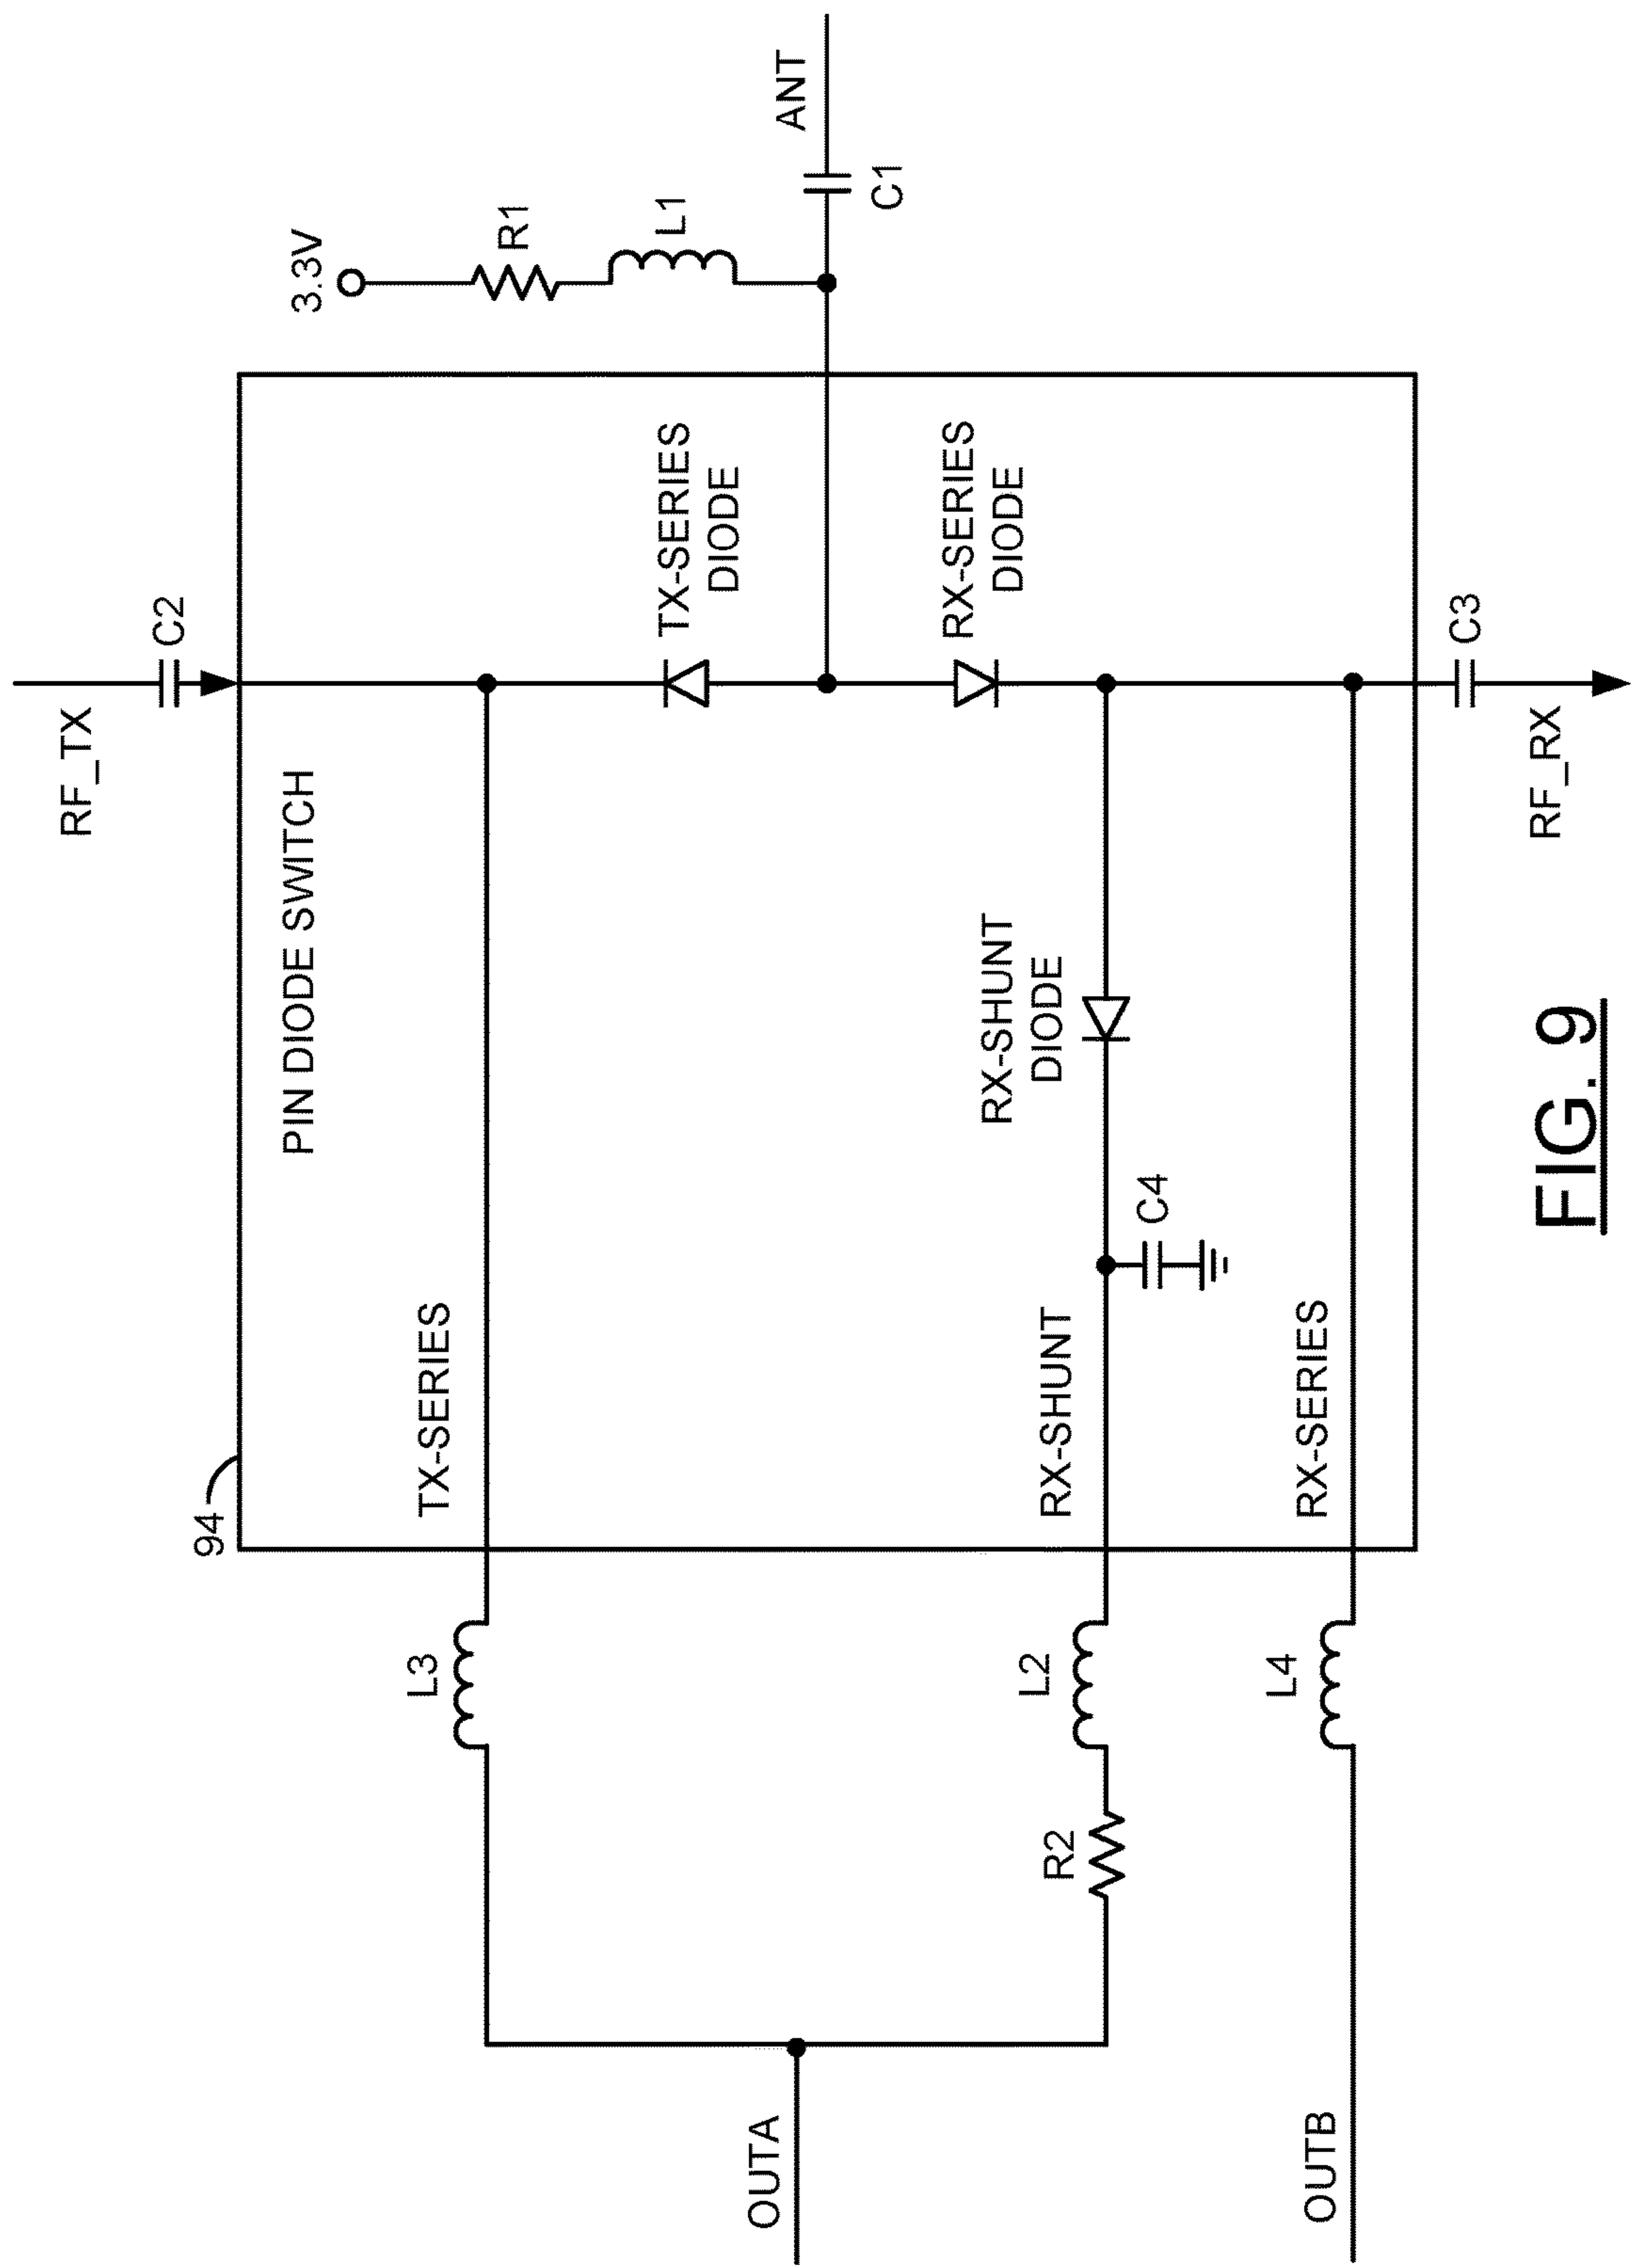 94
PIN DIODE SWITCH
RF_TX
C2
3.3V
R1
L1
ANT
C1
L3
TX-SERIES
TX-SERIES
DIODE
OUTA
R2
L2
RX-SHUNT
C4
RX-SHUNT
DIODE
RX-SERIES
DIODE
OUTB
L4
RX-SERIES
RF_RX
C3
FIG. 9